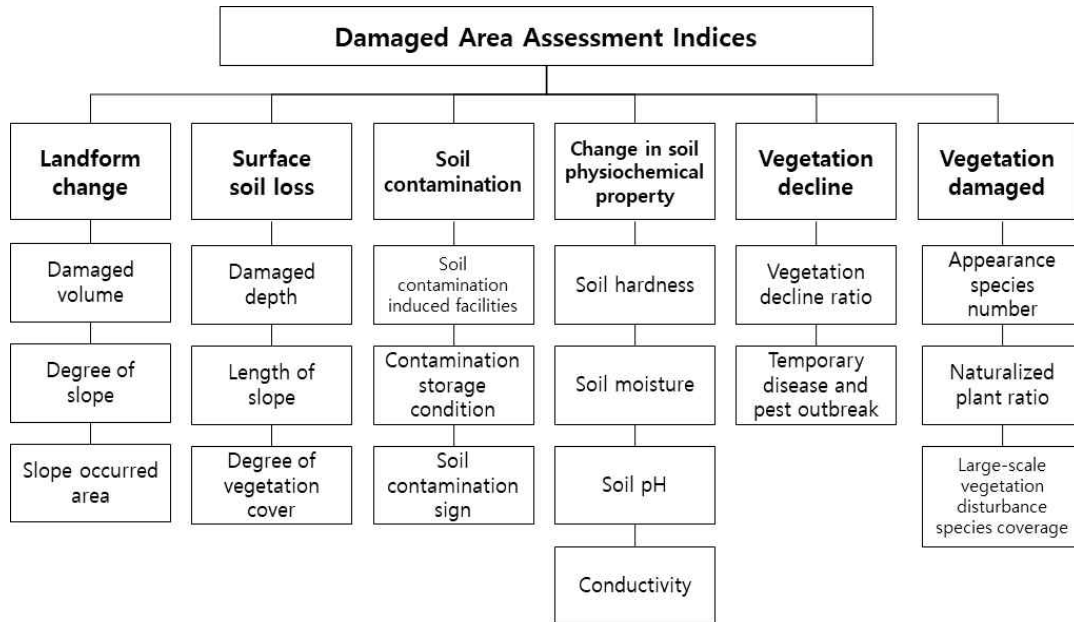 Damaged Area Assessment Indices
Landform
change
Surface
soil loss
Soil
contamination
Change in soil
physiochemical
property
Vegetation
decline
Vegetation
damaged
Damaged
volume
Damaged
depth
Soil
contamination
induced facilities
Soil hardness
Vegetation
decline ratio
Appearance
species
number
Degree of
slope
Length of
slope
Contamination
storage
condition
Soil moisture
Temporary
disease and
pest outbreak
Naturalized
plant ratio
Slope occurred
area
Degree of
vegetation
cover
Soil
contamination
sign
Soil pH
Large-scale
vegetation
disturbance
species coverage
Conductivity